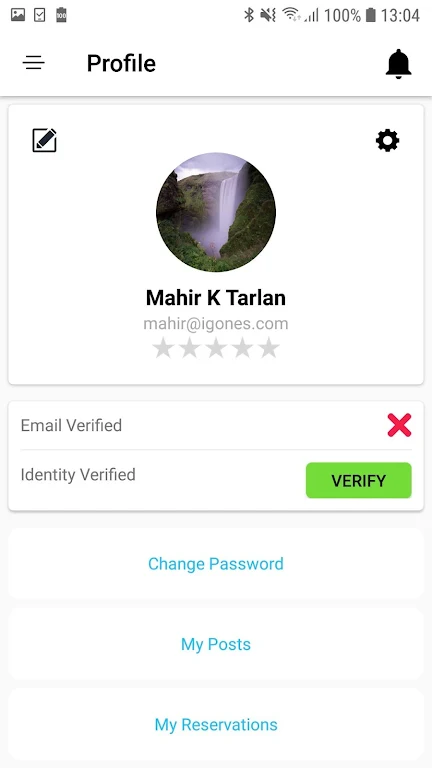 100% 13:04
Profile
Mahir K Tarlan
mahir@igones.com
Email Verified
Identity Verified
VERIFY
Change Password
My Posts
My Reservations